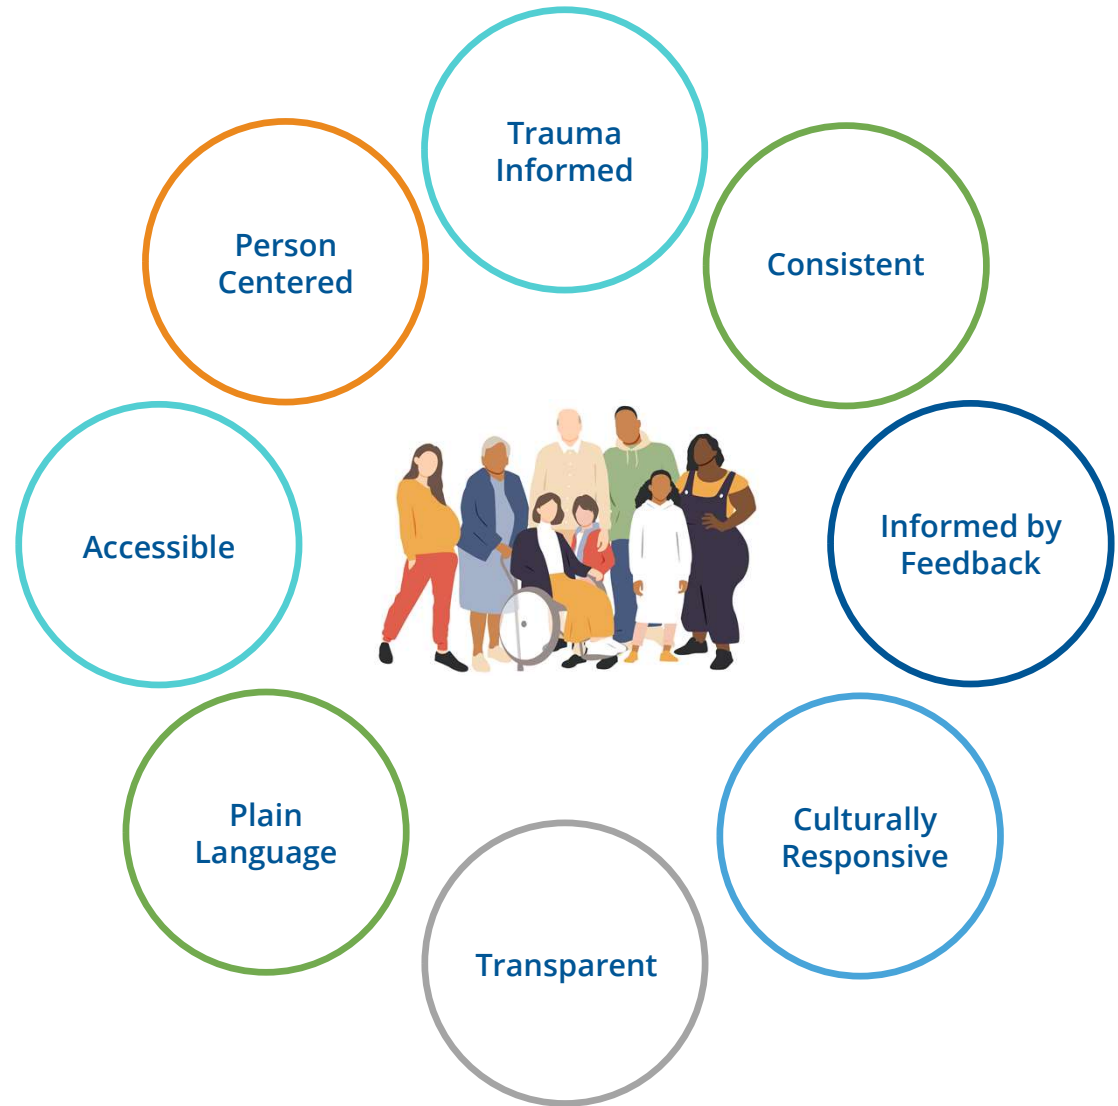 Trauma
Informed
Consistent
Informed by
Feedback
Culturally
Responsive
Transparent
Plain
Language
Accessible
Person
Centered